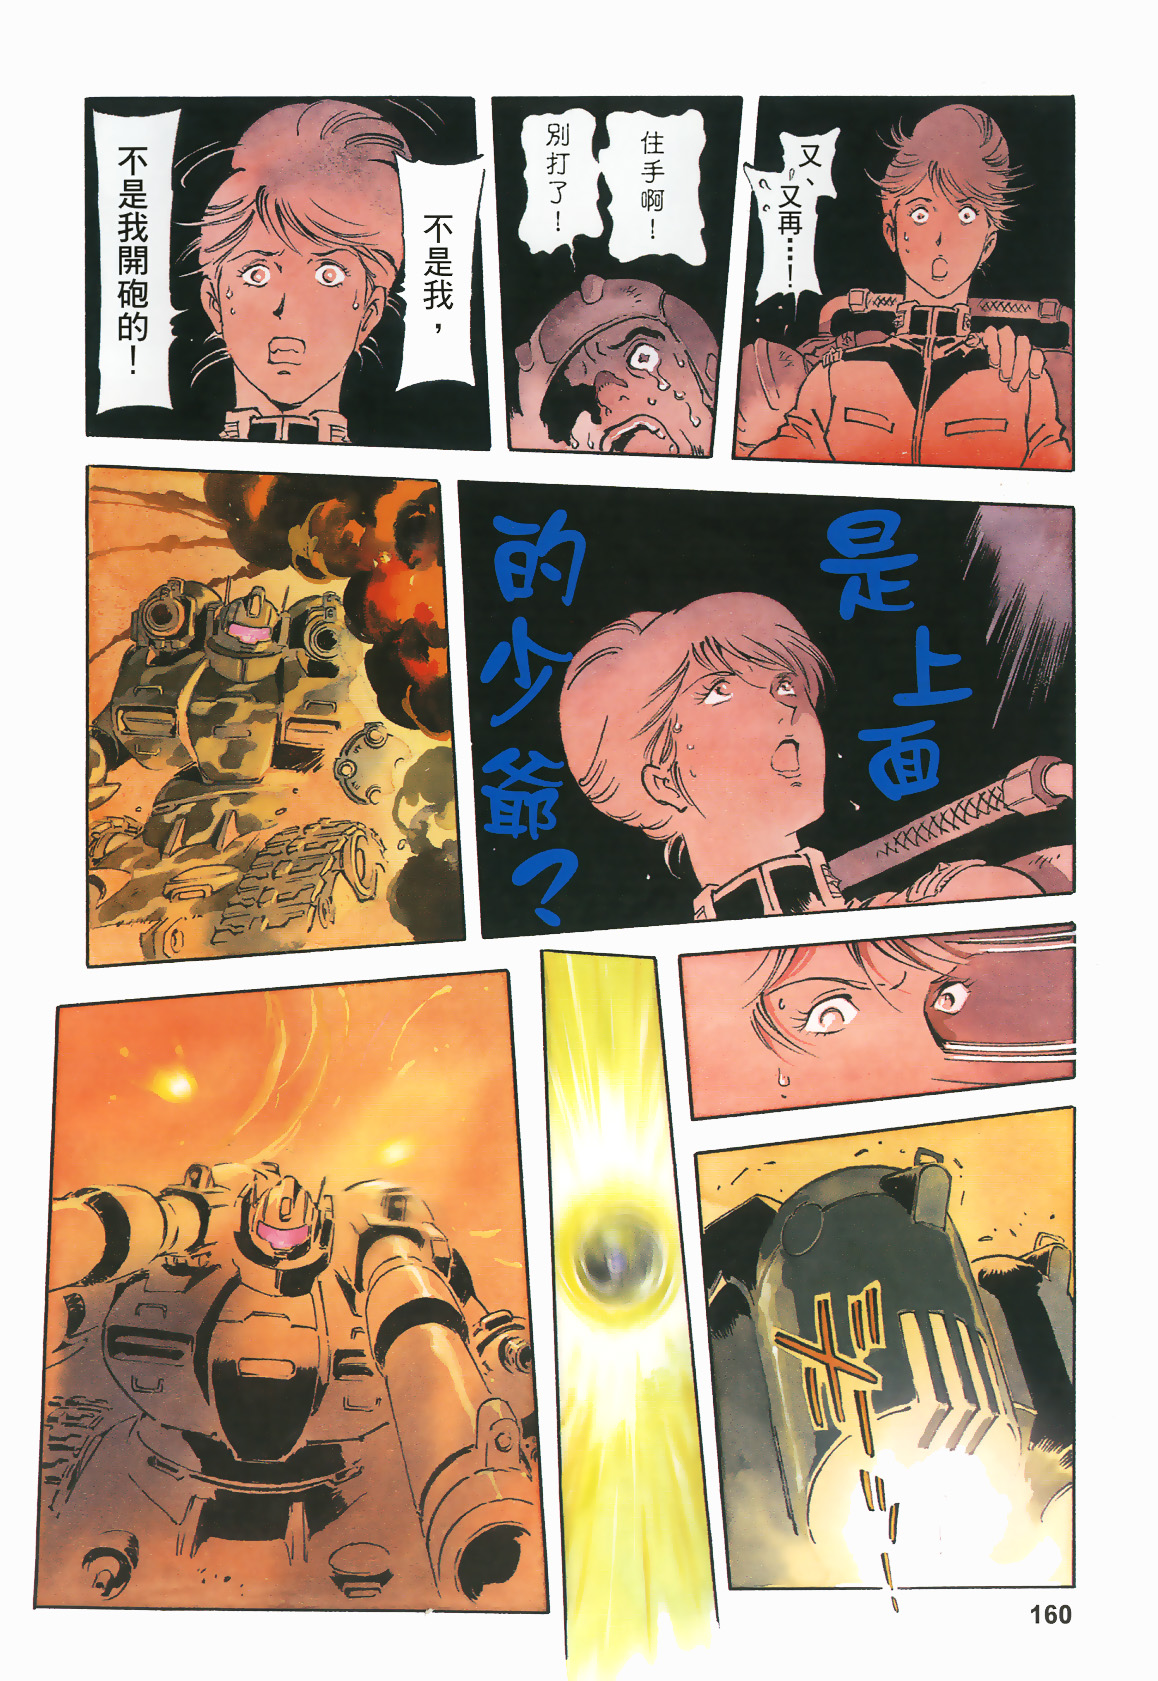 又、
又再…！
住手啊！
別打了！
不是我，
不是我開砲的！
是上面
的少爺？
ギ…
160